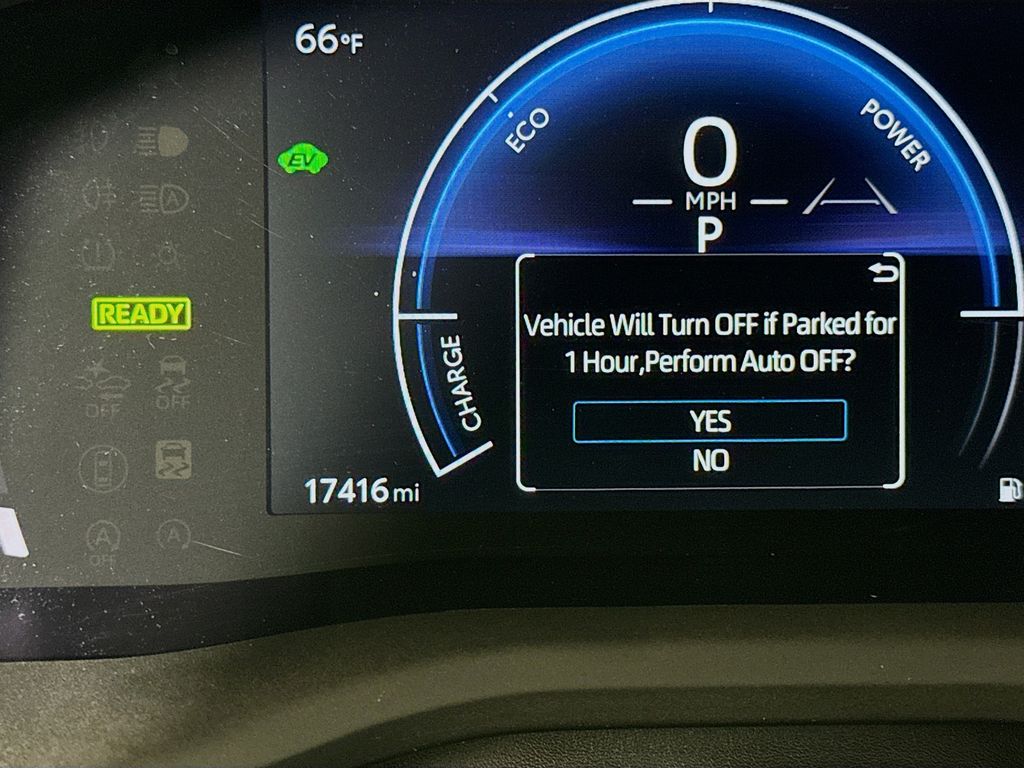 66°F
ECO
POWER
EV
0
MPH
P
READY
Vehicle Will Turn OFF if Parked for
1 Hour,Perform Auto OFF?
CHARGE
OFF
OFF
YES
NO
17416 mi
A
A
OFF
A